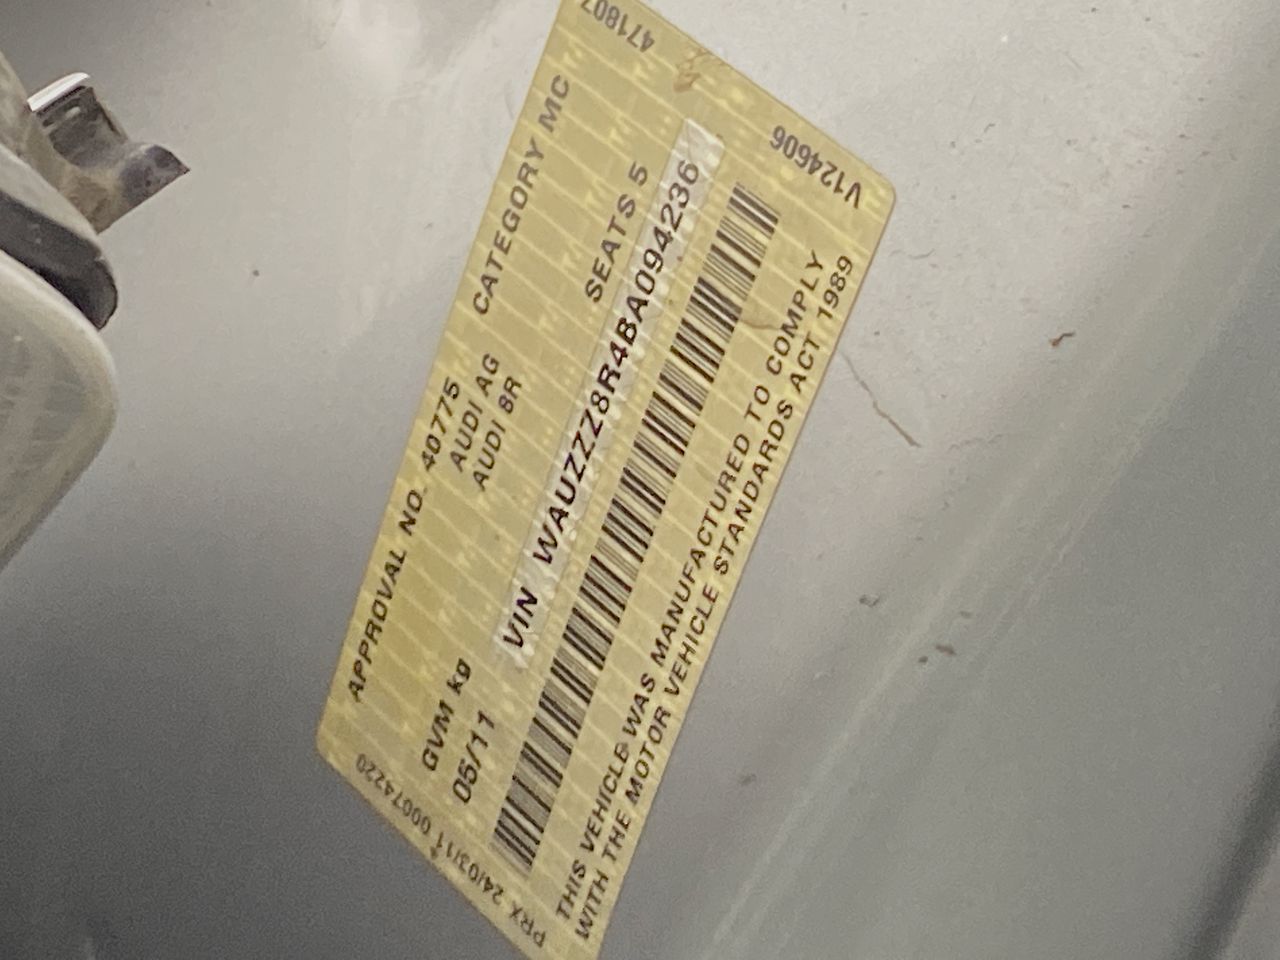 APPROVAL NO. 40775 CATEGORY MC
AUDI AG
GVM kg AUDI 8R SEATS 5
05/11
VIN WAUZZZ8R4BA094236
THIS VEHICLE WAS MANUFACTURED TO COMPLY
WITH THE MOTOR VEHICLE STANDARDS ACT 1989
PRX 24/03/11 00074220
V124606 471807